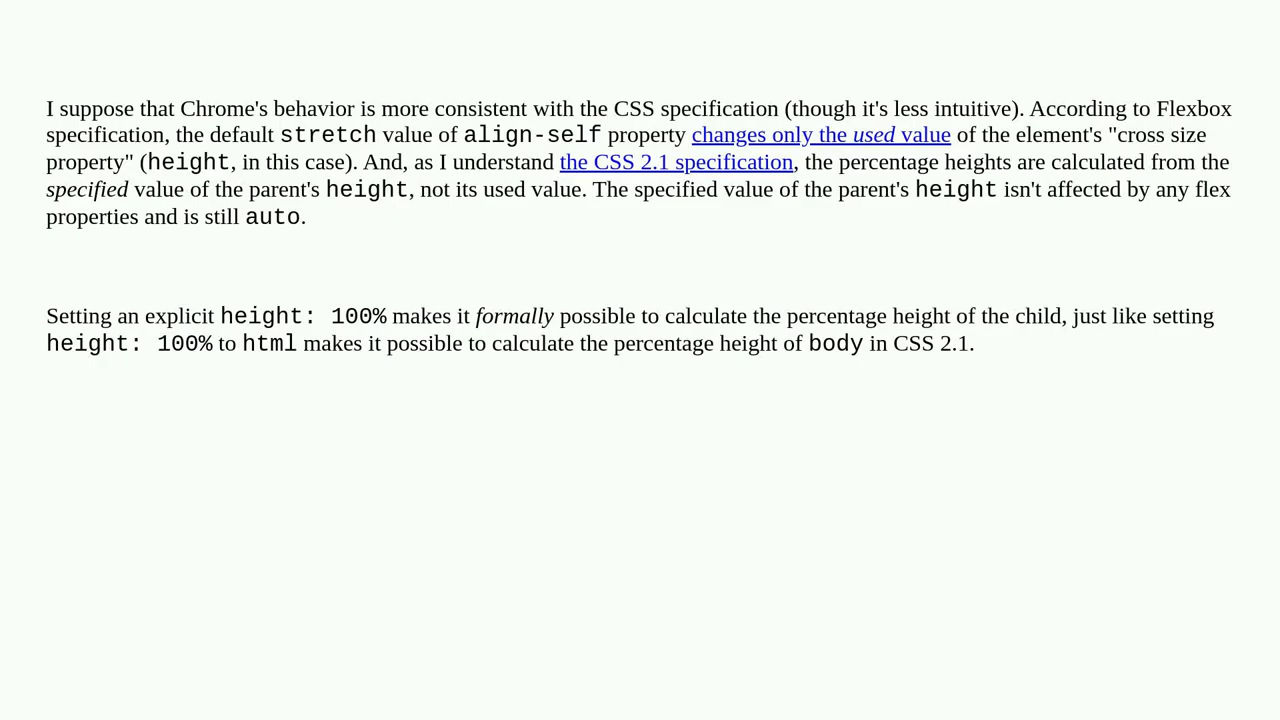 I suppose that Chrome's behavior is more consistent with the CSS specification (though it's less intuitive). According to Flexbox
specification, the default stretch value of align-self property changes only the used value of the element's "cross size
property" (height, in this case). And, as I understand the CSS 2.1 specification, the percentage heights are calculated from the
specified value of the parent's height, not its used value. The specified value of the parent's height isn't affected by any flex
properties and is still auto.
Setting an explicit height: 100% makes it formally possible to calculate the percentage height of the child, just like setting
height: 100% to html makes it possible to calculate the percentage height of body in CSS 2.1.